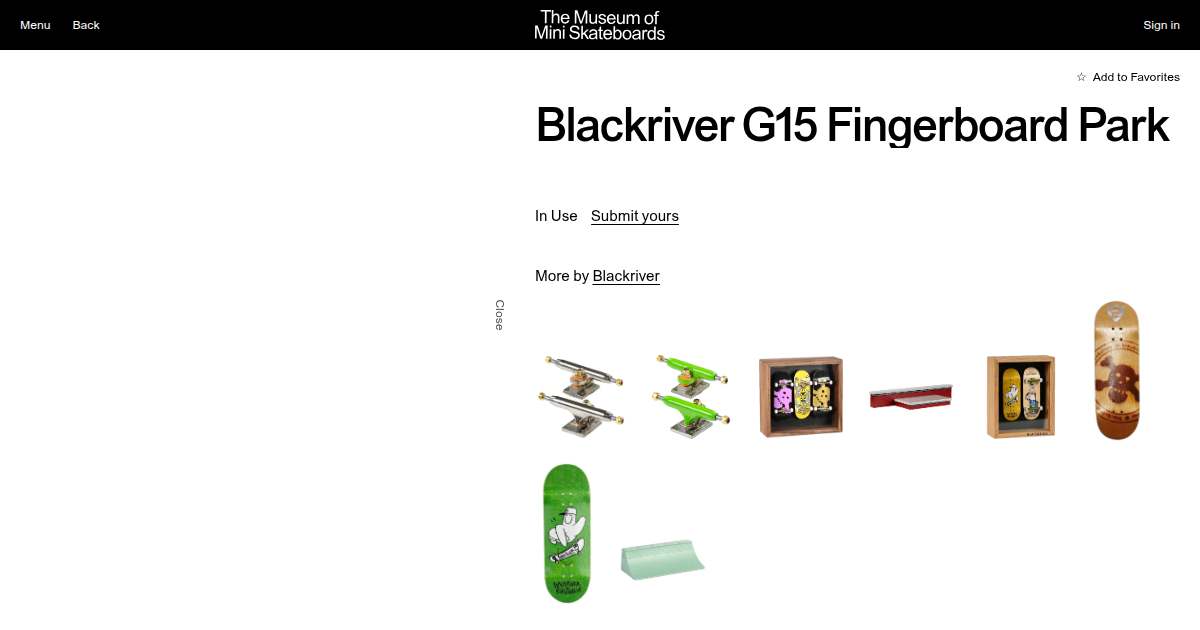 Menu
Back
The Museum of
Mini Skateboards
Sign in
☆ Add to Favorites
Blackriver G15 Fingerboard Park
In Use Submit yours
More by Blackriver
Close